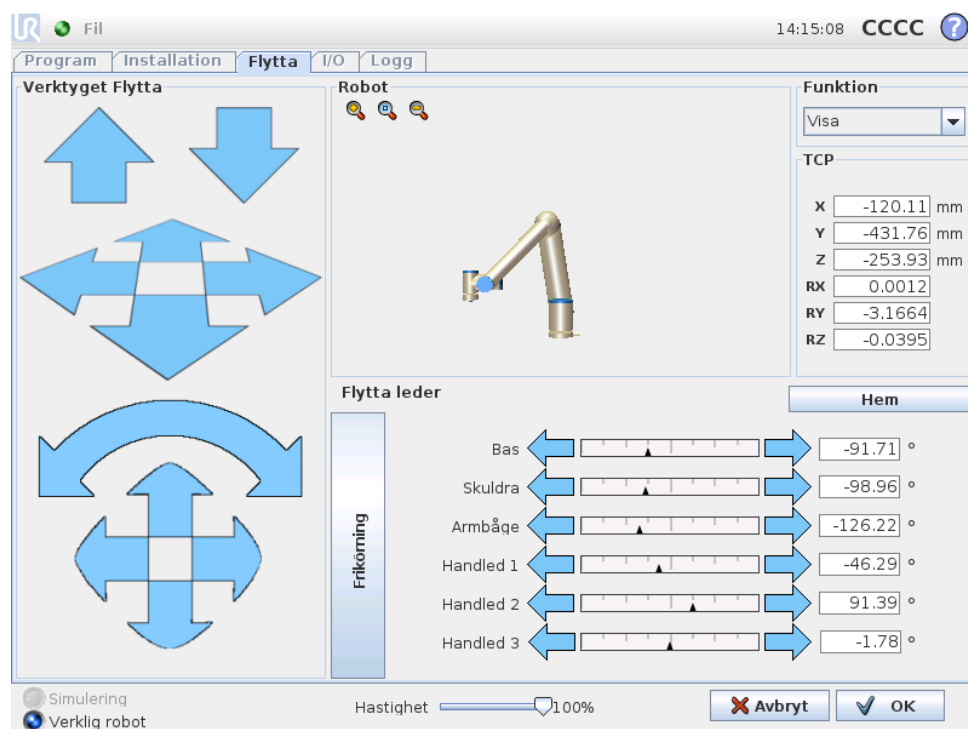 UR Fil 14:15:08 CCCC ?
Program Installation Flytta I/O Logg
Verktyget Flytta
Robot
Funktion
Visa
TCP
X -120.11 mm
Y -431.76 mm
Z -253.93 mm
RX 0.0012
RY -3.1664
RZ -0.0395
Flytta leder
Hem
Frikörning
Bas -91.71 °
Skuldra -98.96 °
Armbåge -126.22 °
Handled 1 -46.29 °
Handled 2 91.39 °
Handled 3 -1.78 °
Simulering
Verklig robot
Hastighet 100%
Avbryt
OK